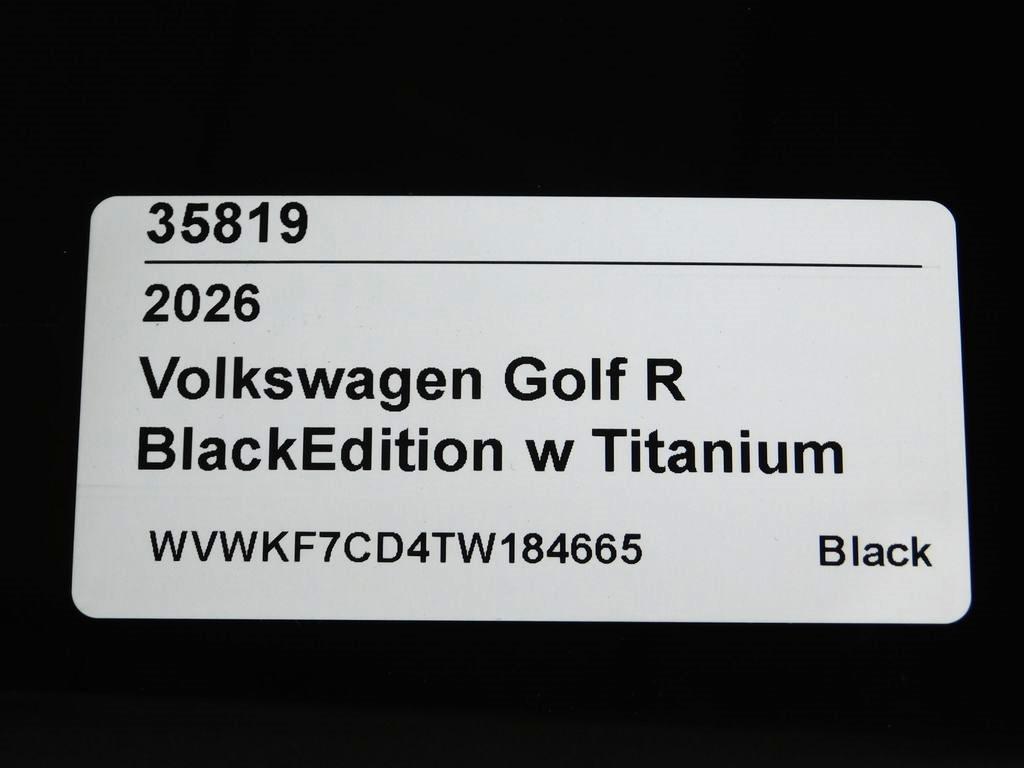 35819
2026
Volkswagen Golf R
BlackEdition w Titanium
WVWKF7CD4TW184665 Black